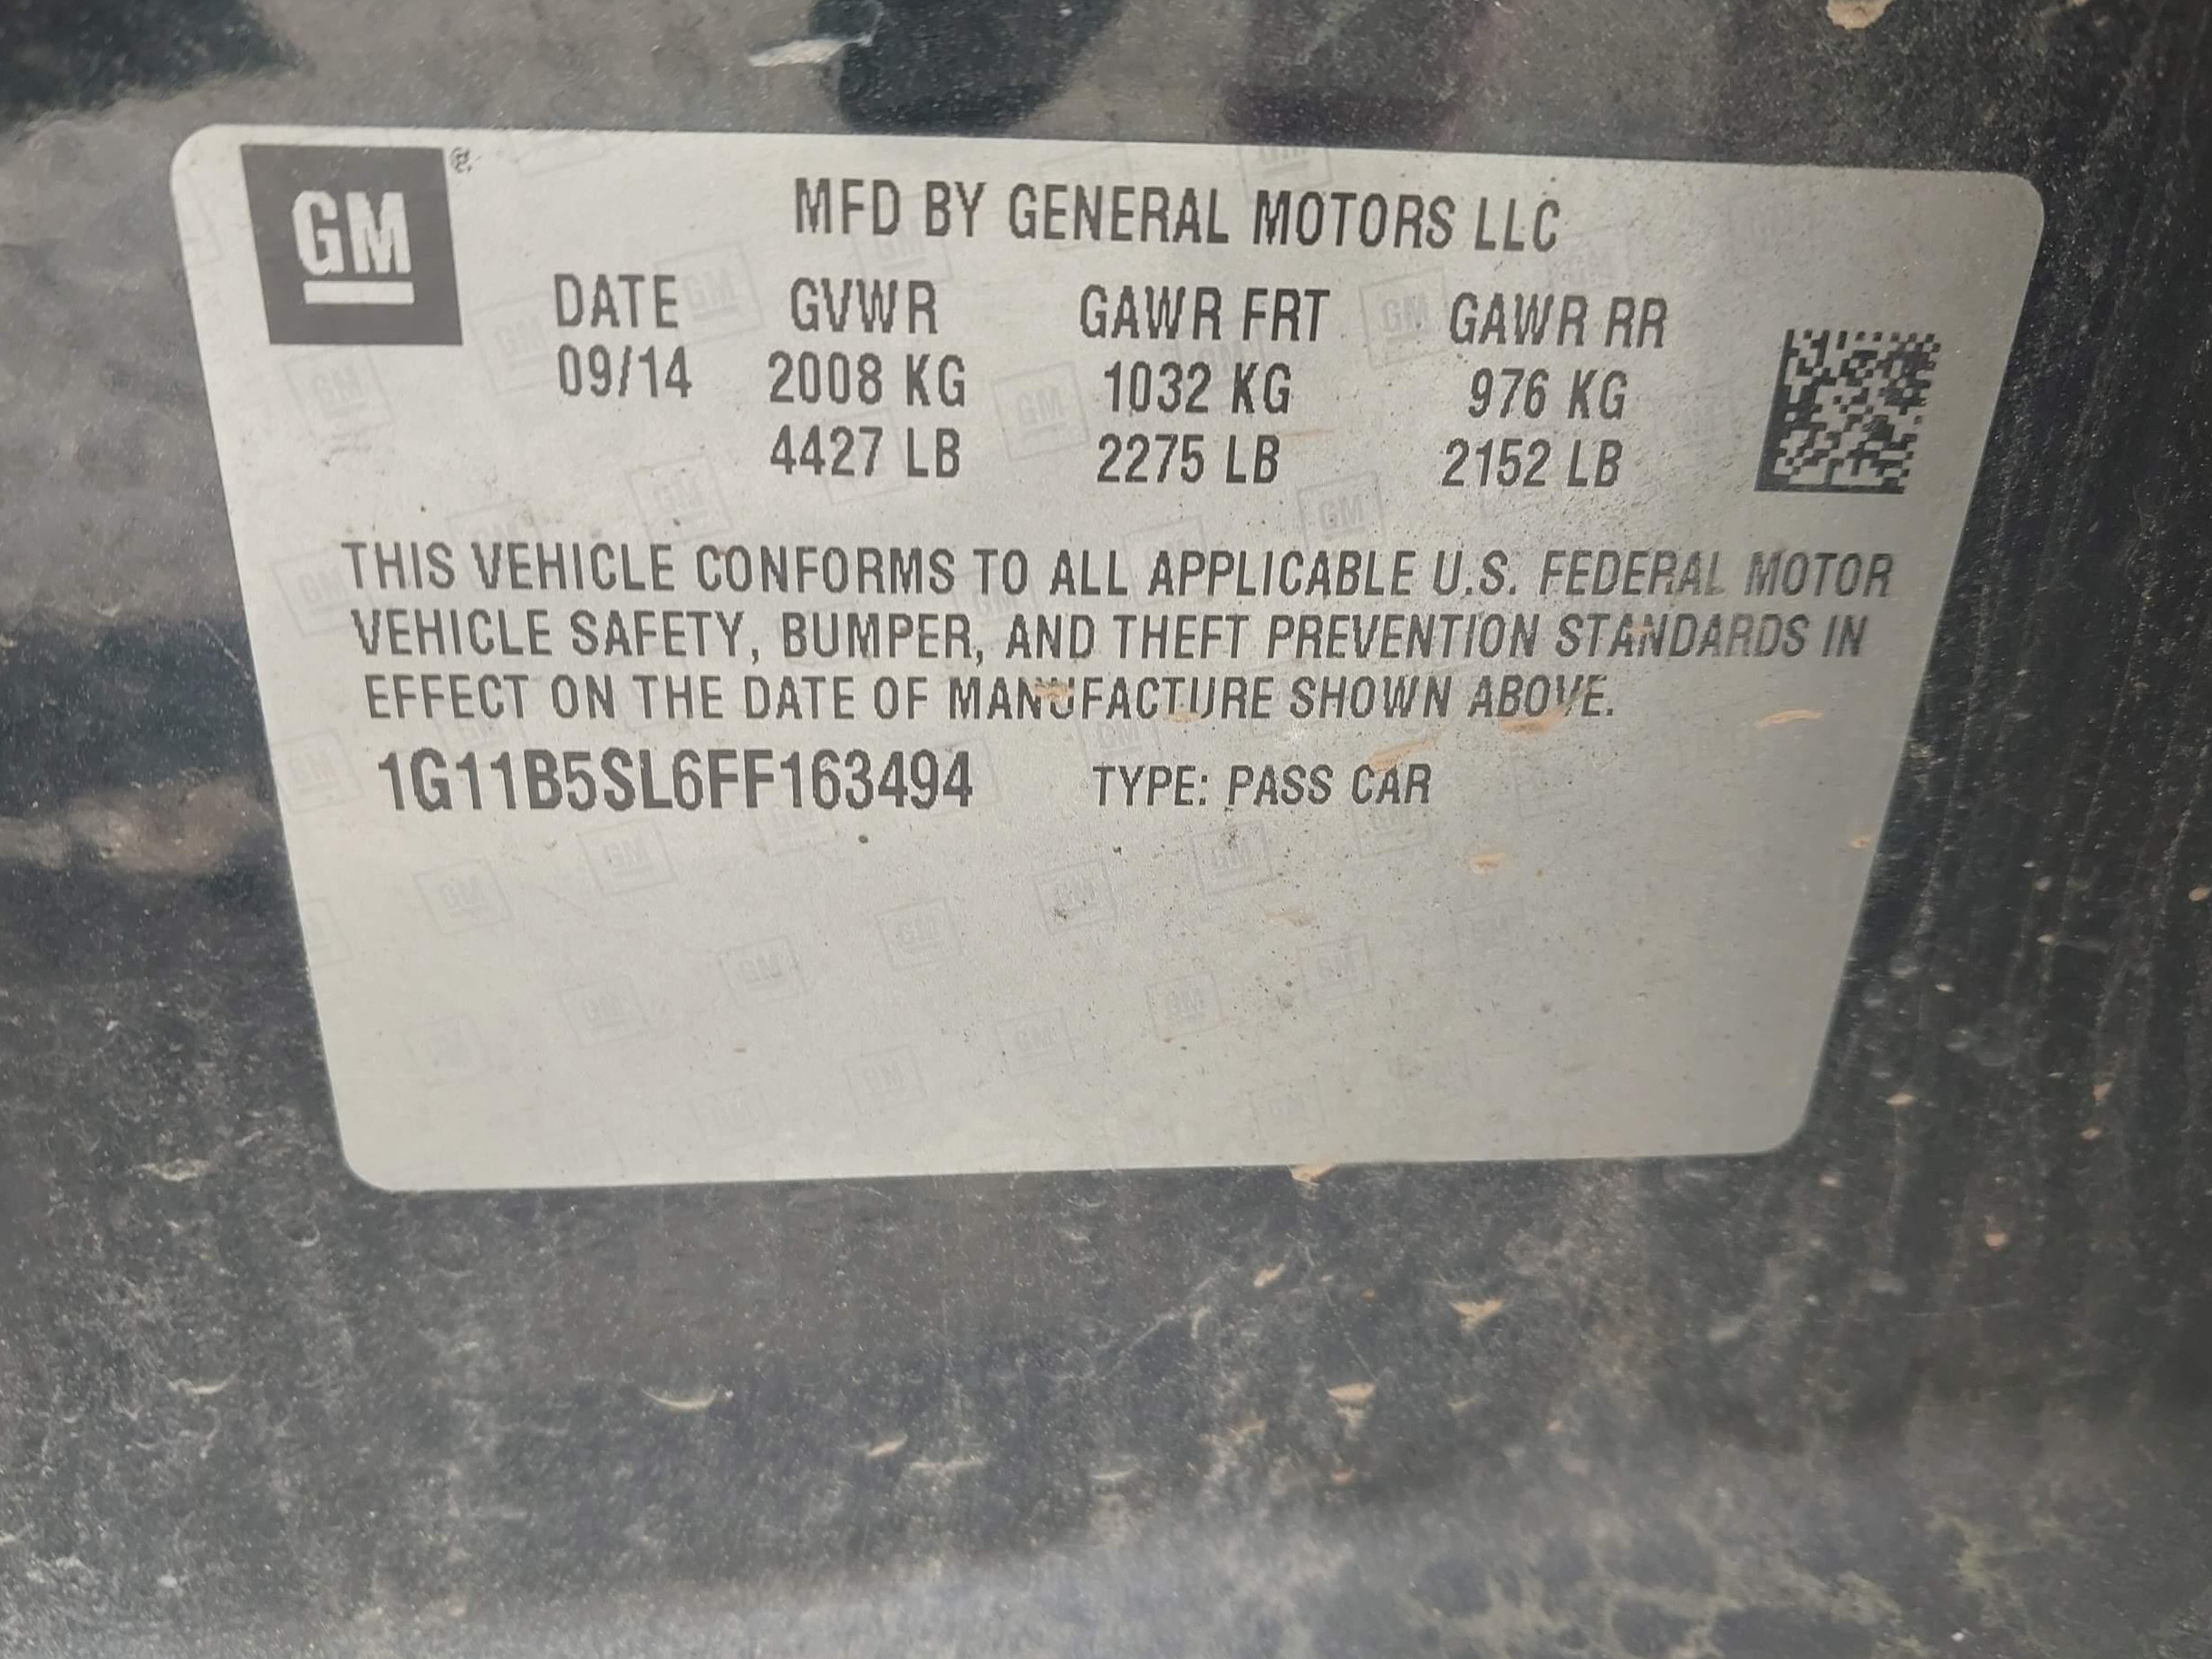 GM
MFD BY GENERAL MOTORS LLC
DATE GVWR GAWR FRT GAWR RR
09/14 2008 KG 1032 KG 976 KG
4427 LB 2275 LB 2152 LB
THIS VEHICLE CONFORMS TO ALL APPLICABLE U.S. FEDERAL MOTOR
VEHICLE SAFETY, BUMPER, AND THEFT PREVENTION STANDARDS IN
EFFECT ON THE DATE OF MANUFACTURE SHOWN ABOVE.
1G11B5SL6FF163494 TYPE: PASS CAR